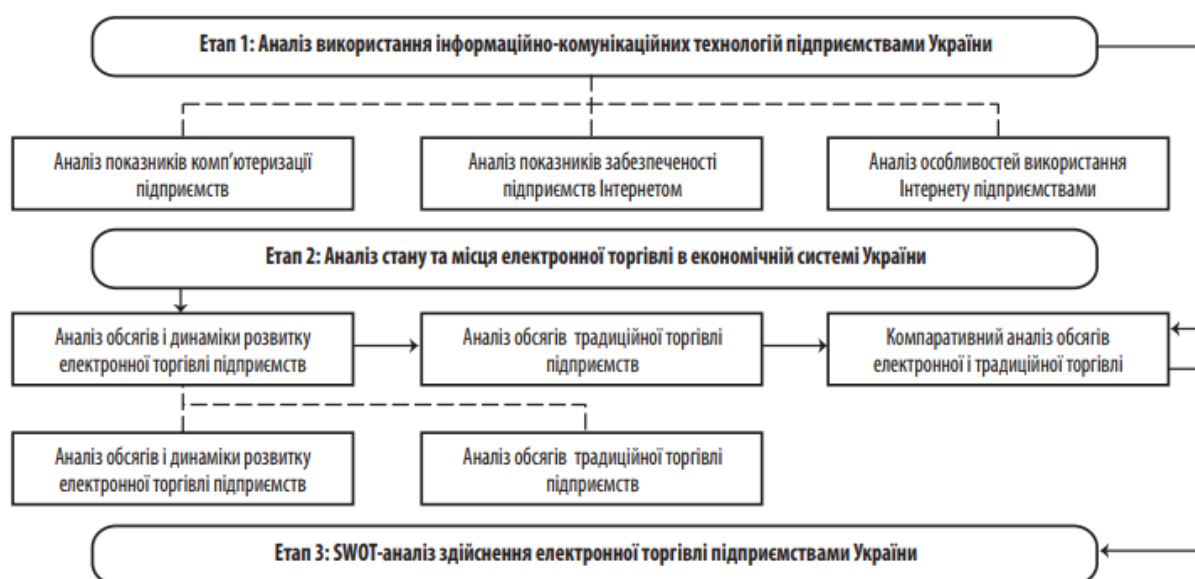 Етап 1: Аналіз використання інформаційно-комунікаційних технологій підприємствами України
Аналіз показників комп’ютеризації
підприємств
Аналіз показників забезпеченості
підприємств Інтернетом
Аналіз особливостей використання
Інтернету підприємствами
Етап 2: Аналіз стану та місця електронної торгівлі в економічній системі України
Аналіз обсягів і динаміки розвитку
електронної торгівлі підприємств
Аналіз обсягів традиційної торгівлі
підприємств
Компаративний аналіз обсягів
електронної і традиційної торгівлі
Аналіз обсягів і динаміки розвитку
електронної торгівлі підприємств
Аналіз обсягів традиційної торгівлі
підприємств
Етап 3: SWOT-аналіз здійснення електронної торгівлі підприємствами України